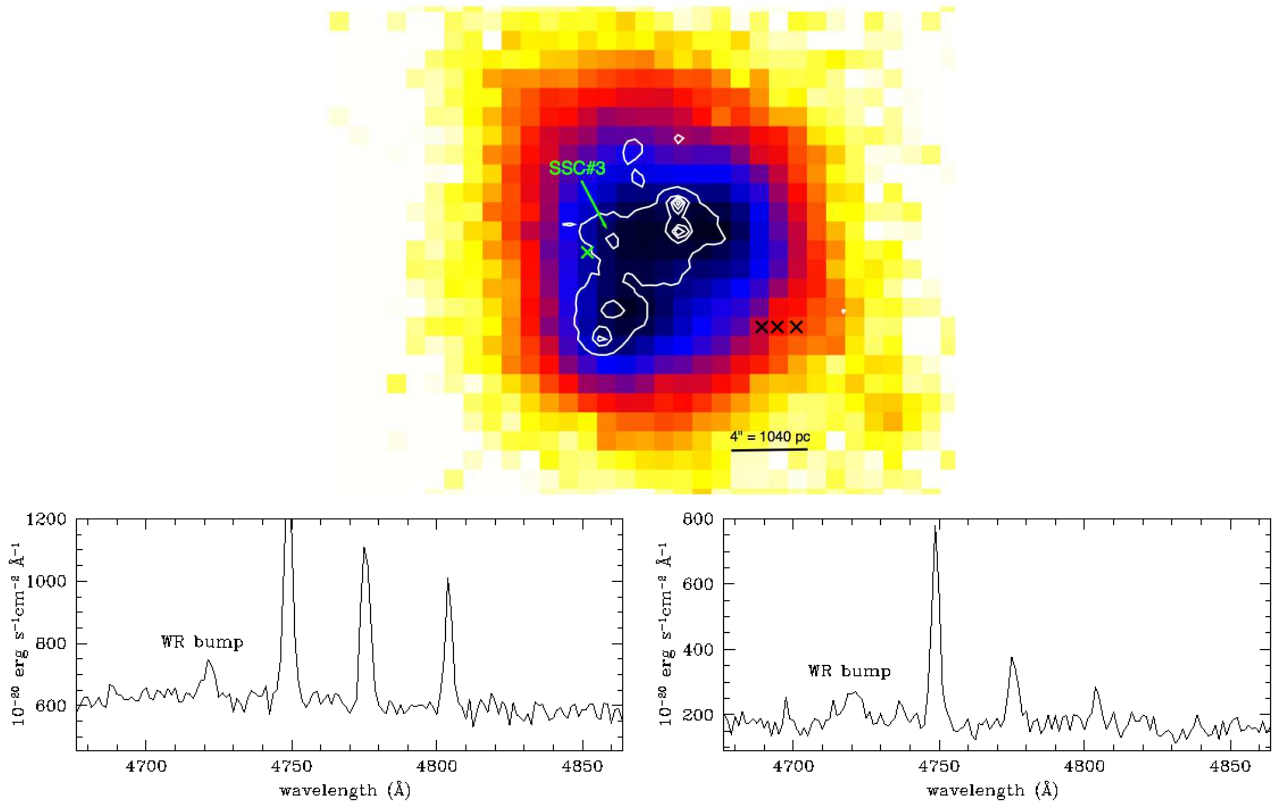 SSC#3
4" = 1040 pc
1200
1000
800
600
10⁻²⁰ erg s⁻¹cm⁻² Å⁻¹
WR bump
4700
4750
4800
4850
wavelength (Å)
800
600
400
200
10⁻²⁰ erg s⁻¹cm⁻² Å⁻¹
WR bump
4700
4750
4800
4850
wavelength (Å)